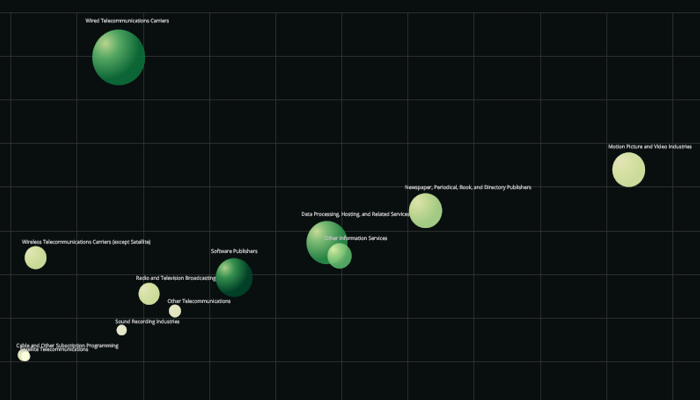 Wired Telecommunications Carriers
Motion Picture and Video Industries
Newspaper, Periodical, Book, and Directory Publishers
Data Processing, Hosting, and Related Services
Other Information Services
Wireless Telecommunications Carriers (except Satellite)
Software Publishers
Radio and Television Broadcasting
Other Telecommunications
Sound Recording Industries
Cable and Other Subscription Programming
Satellite Telecommunications